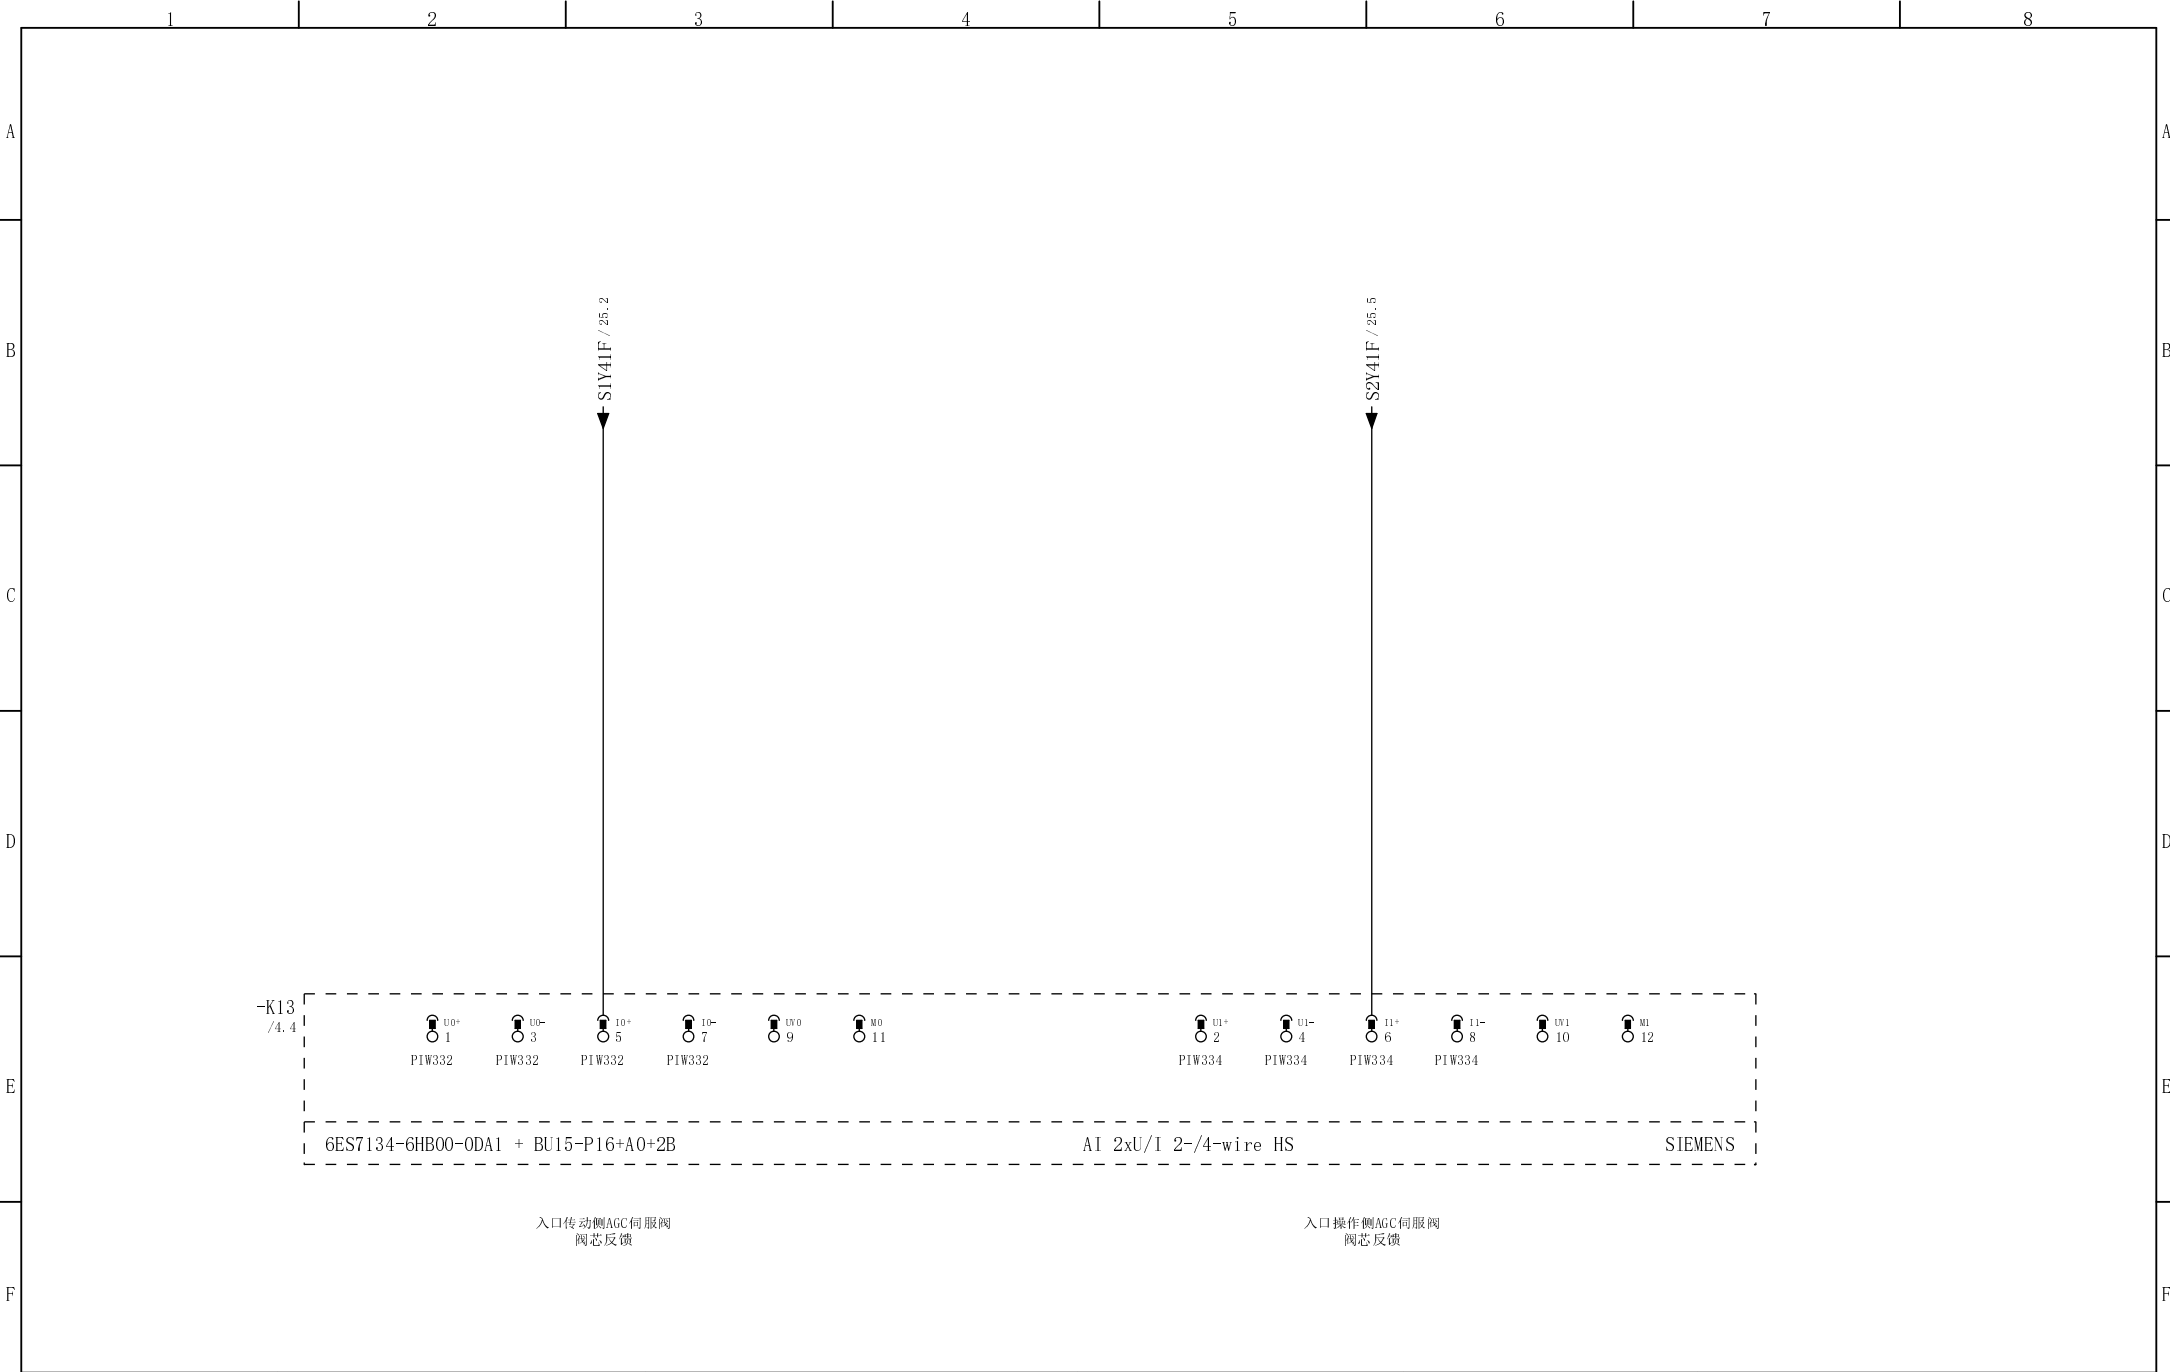 1 2 3 4 5 6 7 8
A A
S1Y41F / 25.2
S2Y41F / 25.5
B B
C C
D D
-K13
/4.4
U0+ U0- I0+ I0- UV0 M0 U1+ U1- I1+ I1- UV1 M1
1 3 5 7 9 11 2 4 6 8 10 12
PIW332 PIW332 PIW332 PIW332 PIW334 PIW334 PIW334 PIW334
E E
6ES7134-6HB00-0DA1 + BU15-P16+A0+2B AI 2xU/I 2-/4-wire HS SIEMENS
入口传动侧AGC伺服阀 入口操作侧AGC伺服阀
阀芯反馈 阀芯反馈
F F